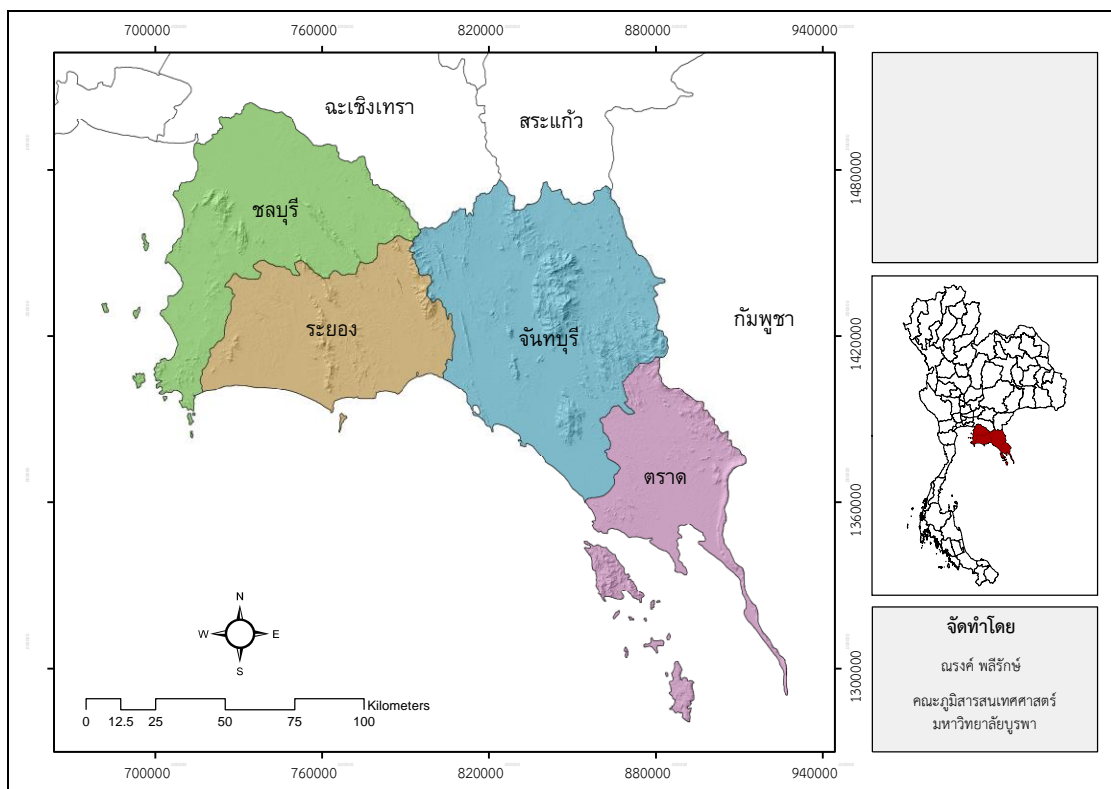 700000 760000 820000 880000 940000
ฉะเชิงเทรา
สระแก้ว
ชลบุรี
ระยอง
จันทบุรี
กัมพูชา
ตราด
1480000
1420000
1360000
1300000
N
W E
S
Kilometers
0 12.5 25 50 75 100
700000 760000 820000 880000 940000
จัดทำโดย
ณรงค์ พลีรักษ์
คณะภูมิสารสนเทศศาสตร์
มหาวิทยาลัยบูรพา